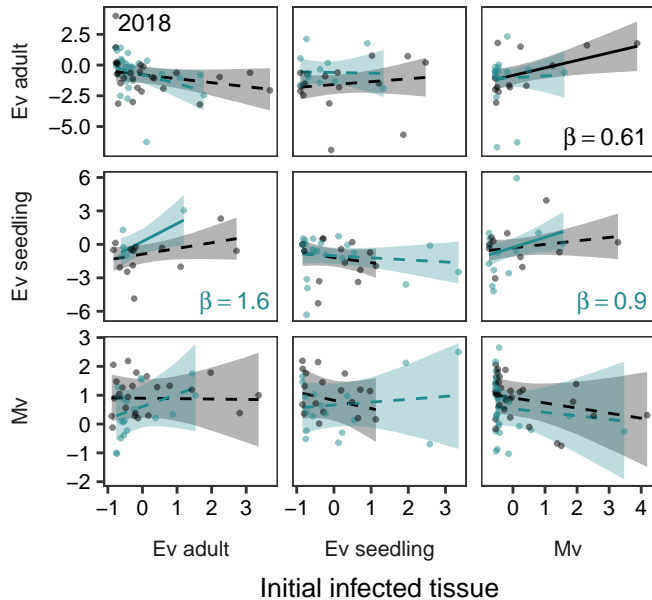 2018
Ev adult
2.5
0.0
−2.5
−5.0
β = 0.61
Ev seedling
6
3
0
−3
−6
β = 1.6
β = 0.9
Mv
3
2
1
0
−1
−2
−1 0 1 2 3
−1 0 1 2 3
0 1 2 3 4
Ev adult Ev seedling Mv
Initial infected tissue